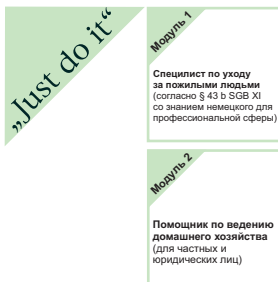 „Just do it“
Модуль 1
Специлист по уходу
за пожилыми людьми
(согласно § 43 b SGB XI
со знанием немецкого для
профессиональной сферы)
Модуль 2
Помощник по ведению
домашнего хозяйства
(для частных и
юридических лиц)